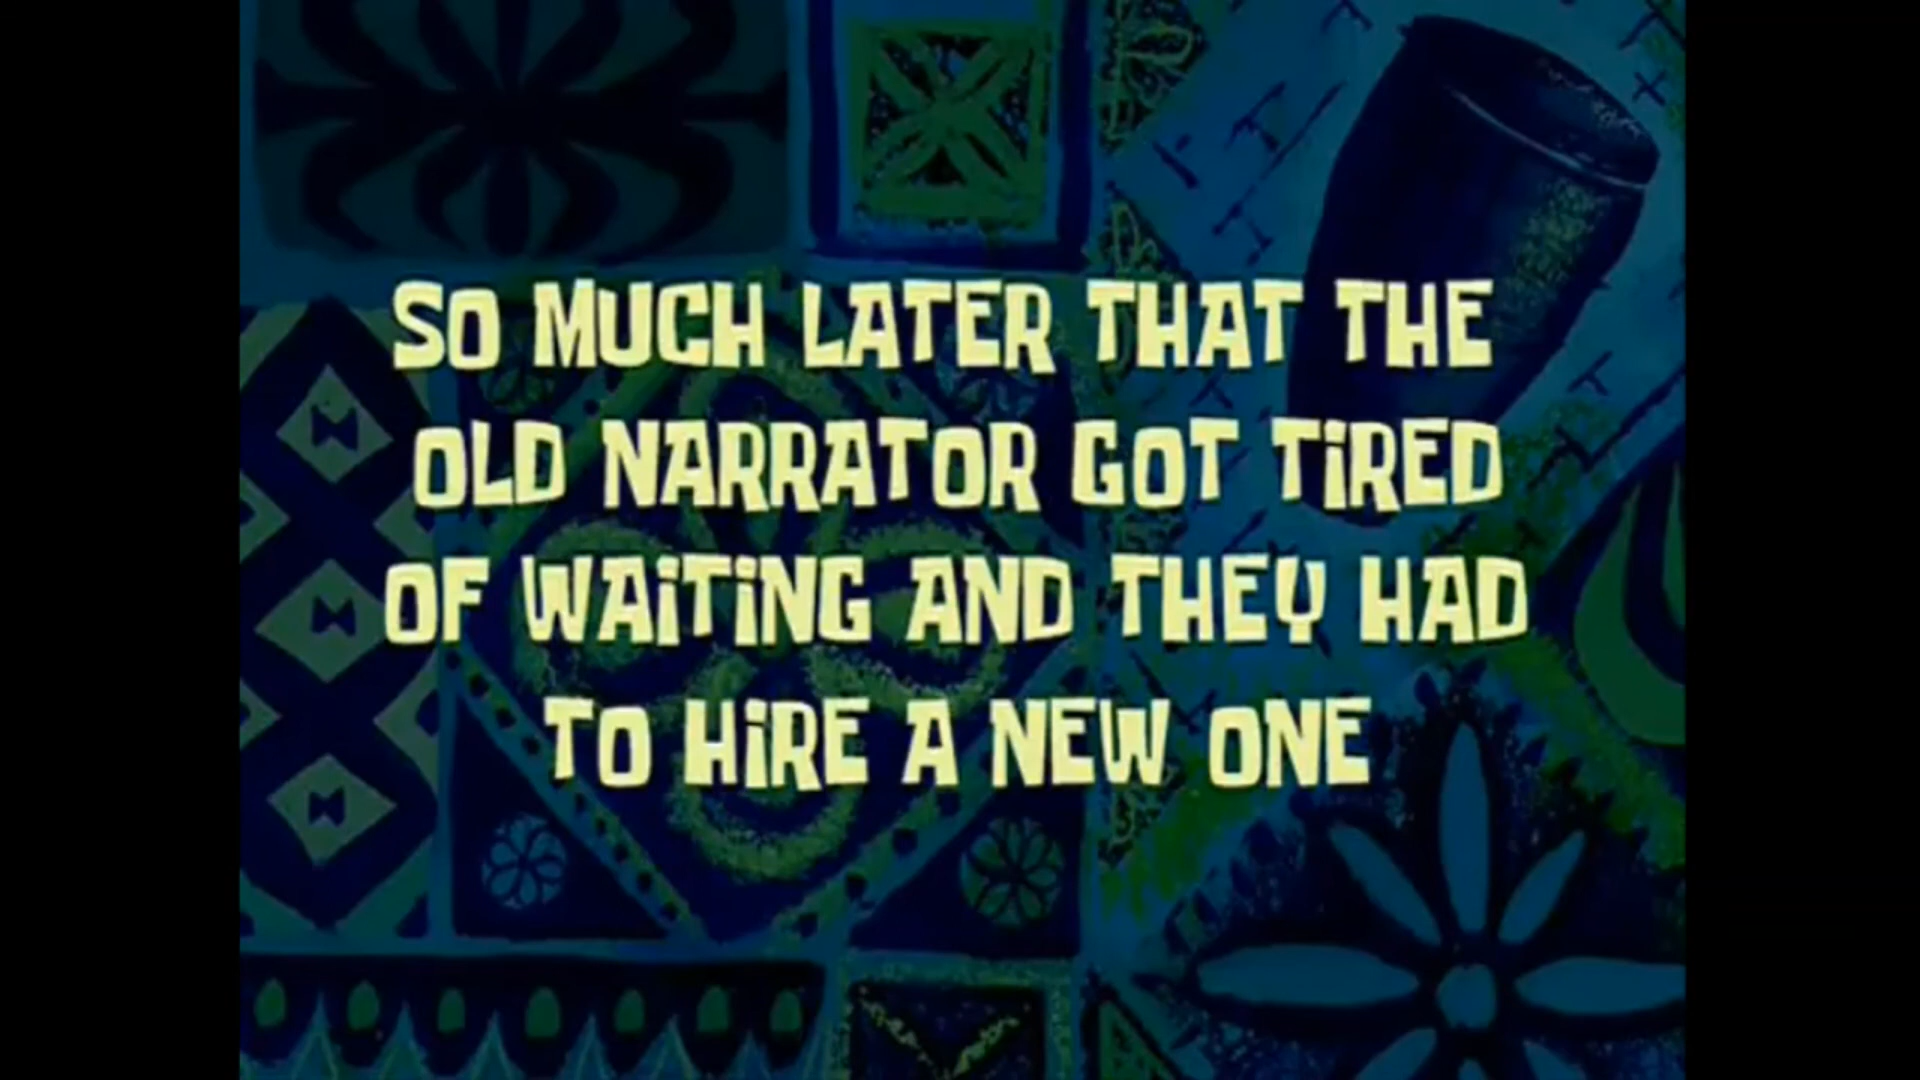 SO MUCH LATER THAT THE
OLD NARRATOR GOT TiRED
OF WAiTiNG AND THEY HAD
TO HiRE A NEW ONE